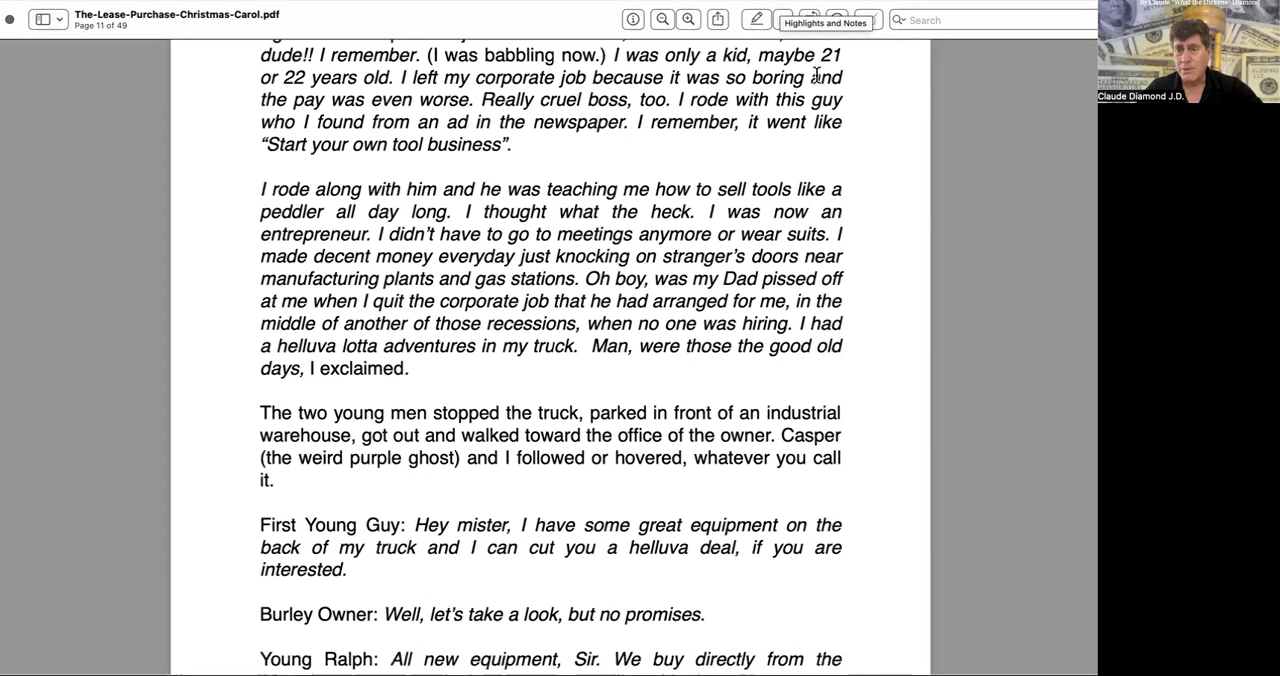 The-Lease-Purchase-Christmas-Carol.pdf
Page 11 of 49
Highlights and Notes
Search
By Claude "What the Dickens" Diamond
Claude Diamond J.D.
dude!! I remember. (I was babbling now.) I was only a kid, maybe 21
or 22 years old. I left my corporate job because it was so boring and
the pay was even worse. Really cruel boss, too. I rode with this guy
who I found from an ad in the newspaper. I remember, it went like
“Start your own tool business”.
I rode along with him and he was teaching me how to sell tools like a
peddler all day long. I thought what the heck. I was now an
entrepreneur. I didn’t have to go to meetings anymore or wear suits. I
made decent money everyday just knocking on stranger’s doors near
manufacturing plants and gas stations. Oh boy, was my Dad pissed off
at me when I quit the corporate job that he had arranged for me, in the
middle of another of those recessions, when no one was hiring. I had
a helluva lotta adventures in my truck. Man, were those the good old
days, I exclaimed.
The two young men stopped the truck, parked in front of an industrial
warehouse, got out and walked toward the office of the owner. Casper
(the weird purple ghost) and I followed or hovered, whatever you call
it.
First Young Guy: Hey mister, I have some great equipment on the
back of my truck and I can cut you a helluva deal, if you are
interested.
Burley Owner: Well, let’s take a look, but no promises.
Young Ralph: All new equipment, Sir. We buy directly from the